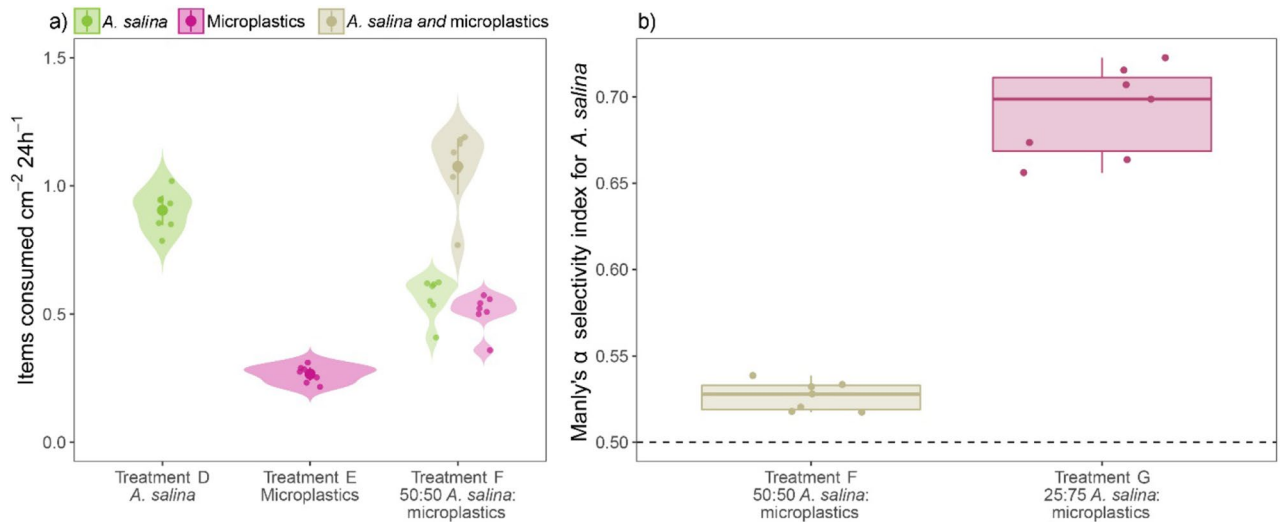 a) A. salina Microplastics A. salina and microplastics
Items consumed cm⁻² 24h⁻¹
1.5
1.0
0.5
0.0
Treatment D
A. salina
Treatment E
Microplastics
Treatment F
50:50 A. salina:
microplastics
b)
Manly's α selectivity index for A. salina
0.70
0.65
0.60
0.55
0.50
Treatment F
50:50 A. salina:
microplastics
Treatment G
25:75 A. salina:
microplastics